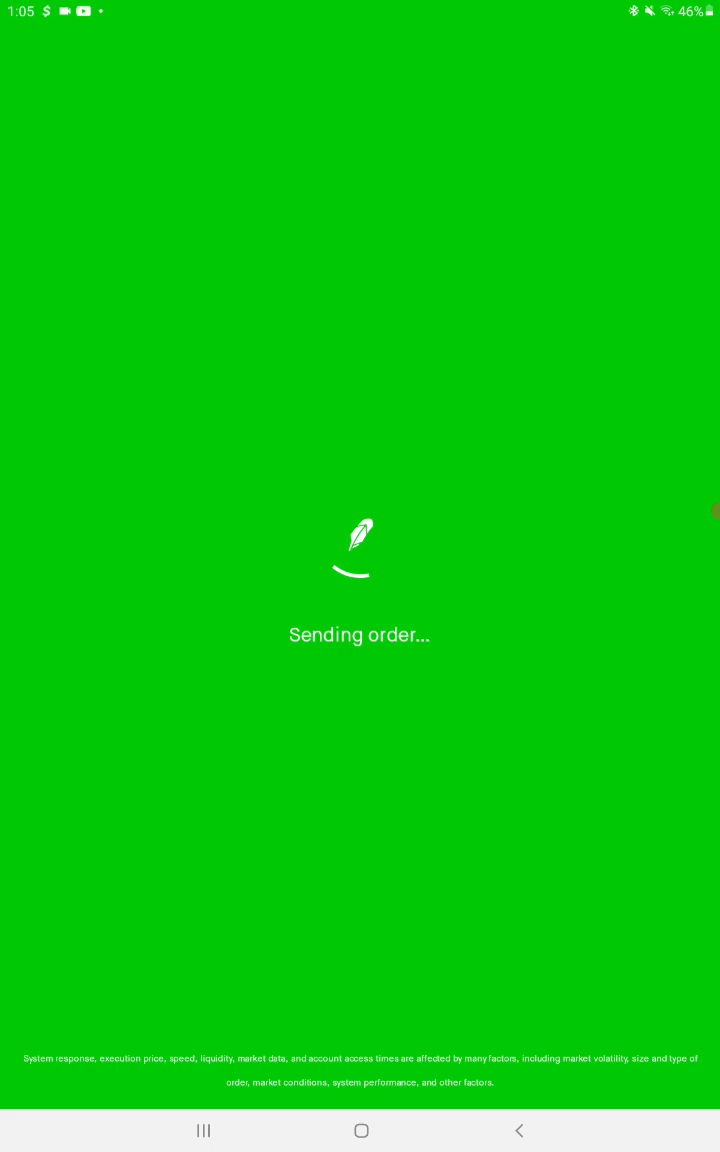 1:05 $ 46%
Sending order...
System response, execution price, speed, liquidity, market data, and account access times are affected by many factors, including market volatility, size and type of
order, market conditions, system performance, and other factors.